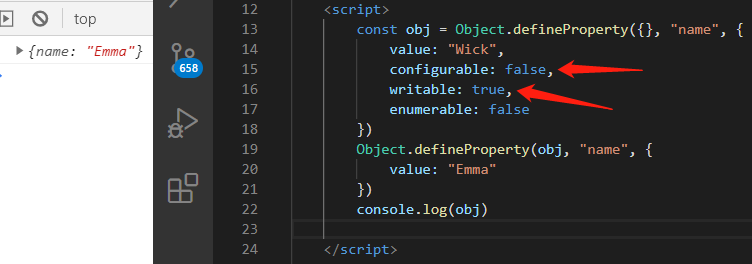 top
{name: "Emma"}
658
12 <script>
13 const obj = Object.defineProperty({}, "name", {
14 value: "Wick",
15 configurable: false,
16 writable: true,
17 enumerable: false
18 })
19 Object.defineProperty(obj, "name", {
20 value: "Emma"
21 })
22 console.log(obj)
23
24 </script>